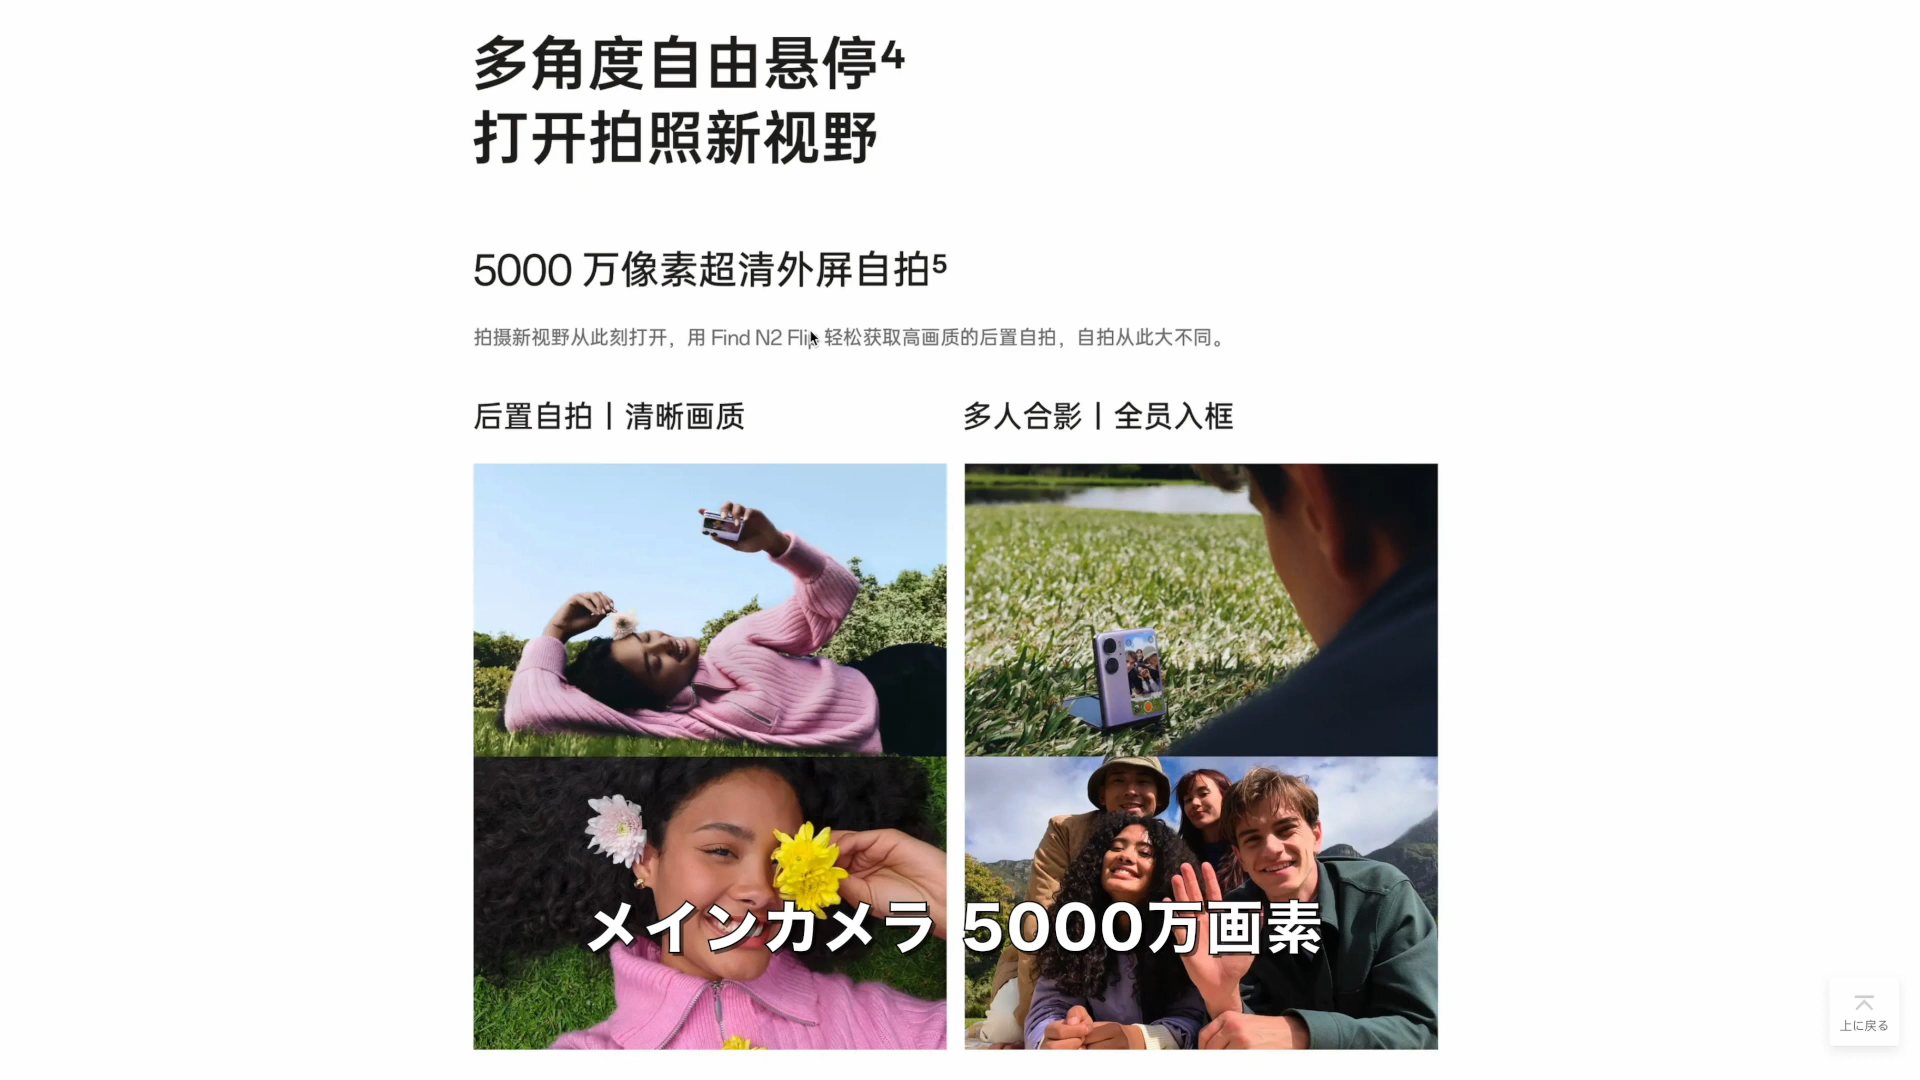 多角度自由悬停4
打开拍照新视野
5000 万像素超清外屏自拍5
拍摄新视野从此刻打开，用 Find N2 Flip 轻松获取高画质的后置自拍，自拍从此大不同。
后置自拍丨清晰画质
多人合影丨全员入框
メインカメラ 5000万画素
上に戻る